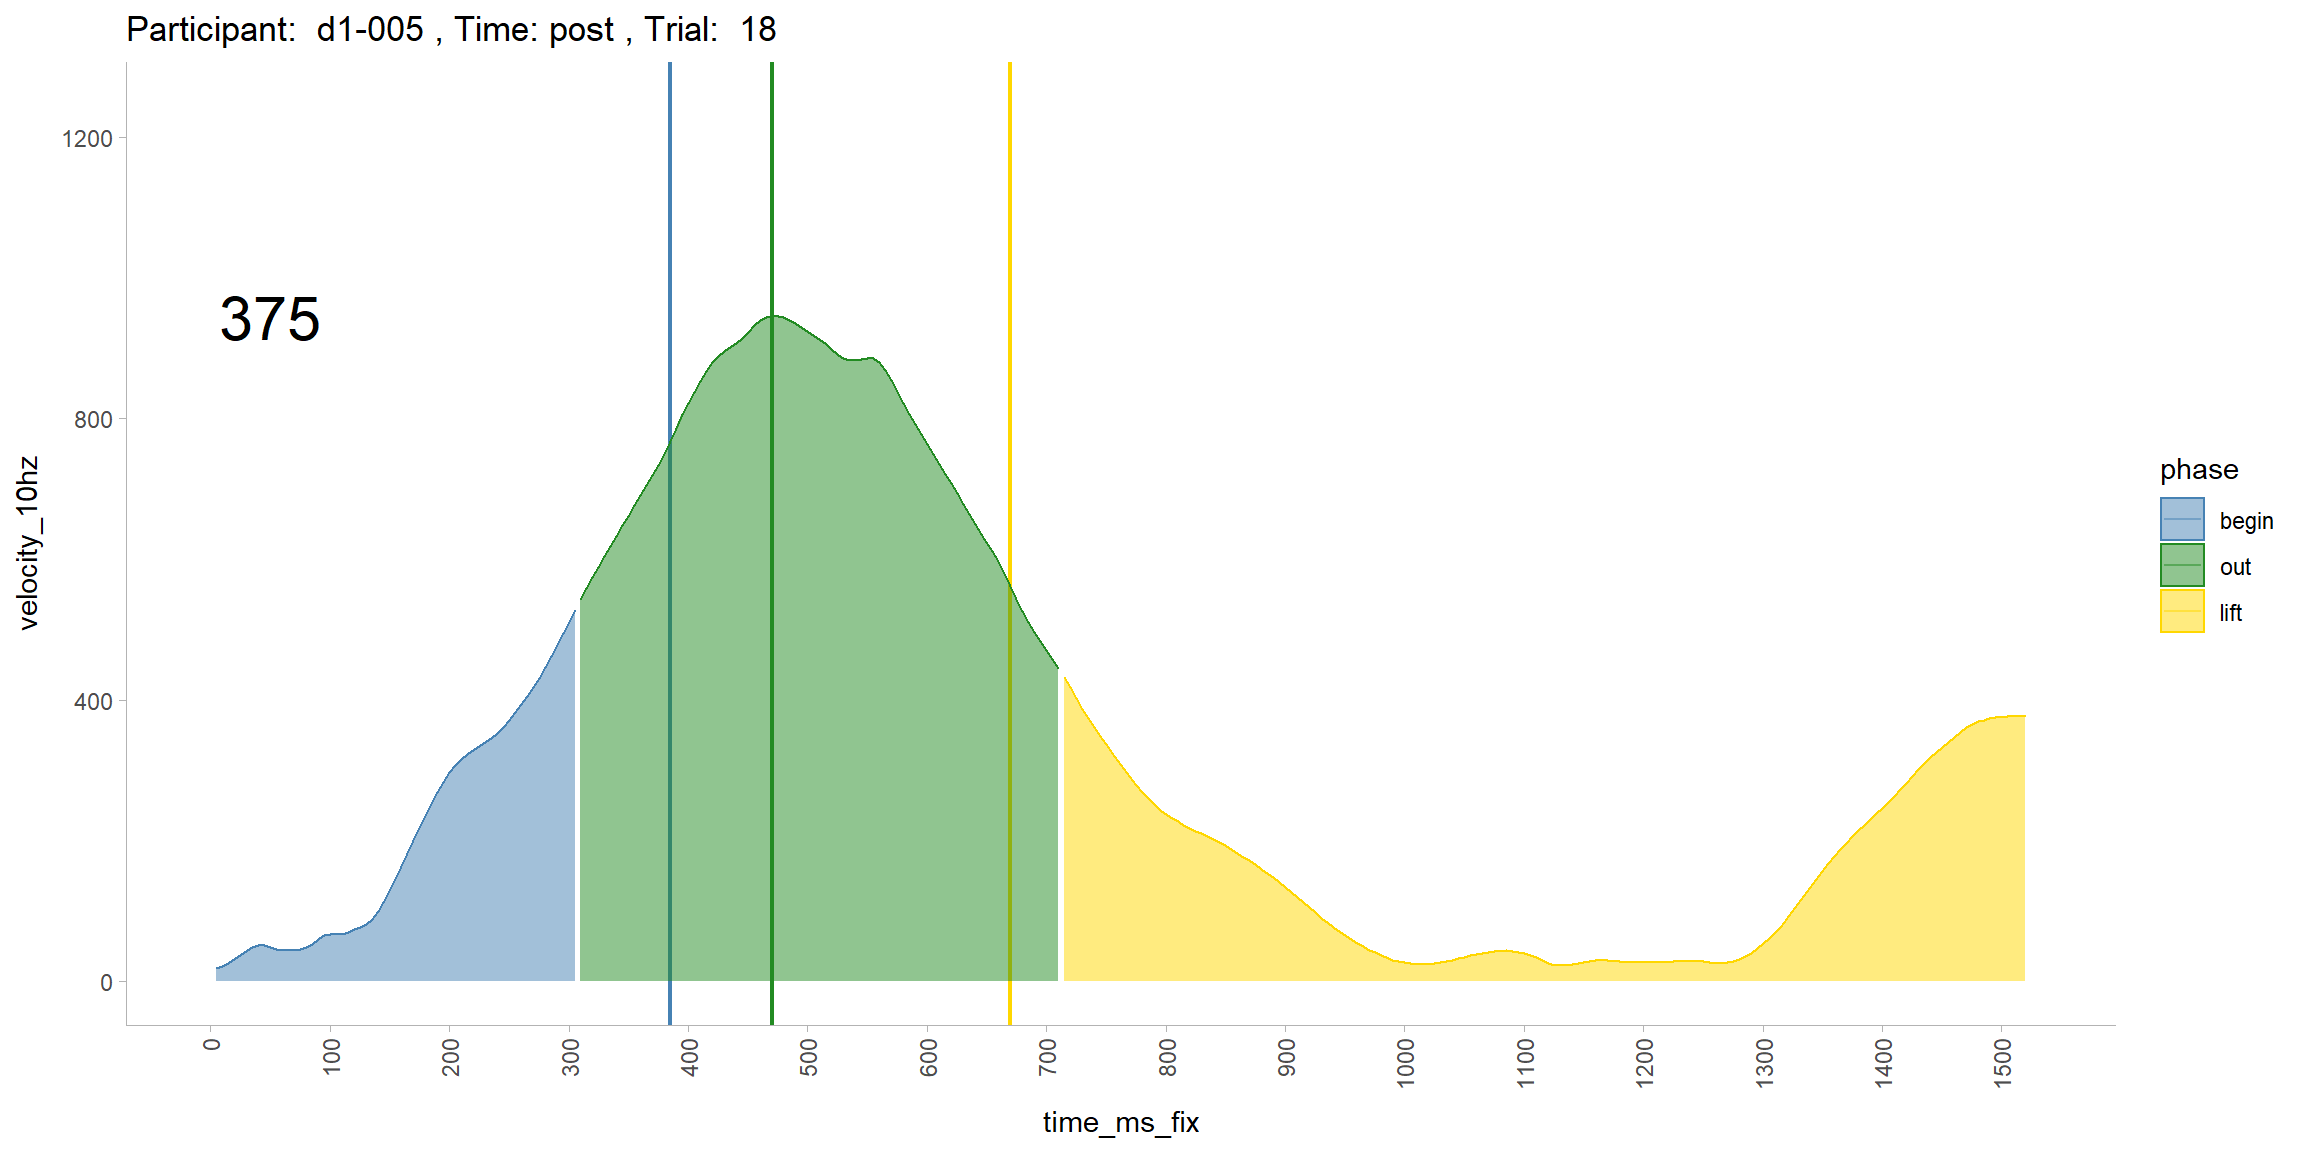 Participant:  d1-005 , Time: post , Trial:  18
1200
800
400
0
velocity_10hz
375
0 100 200 300 400 500 600 700 800 900 1000 1100 1200 1300 1400 1500
time_ms_fix
phase
begin
out
lift